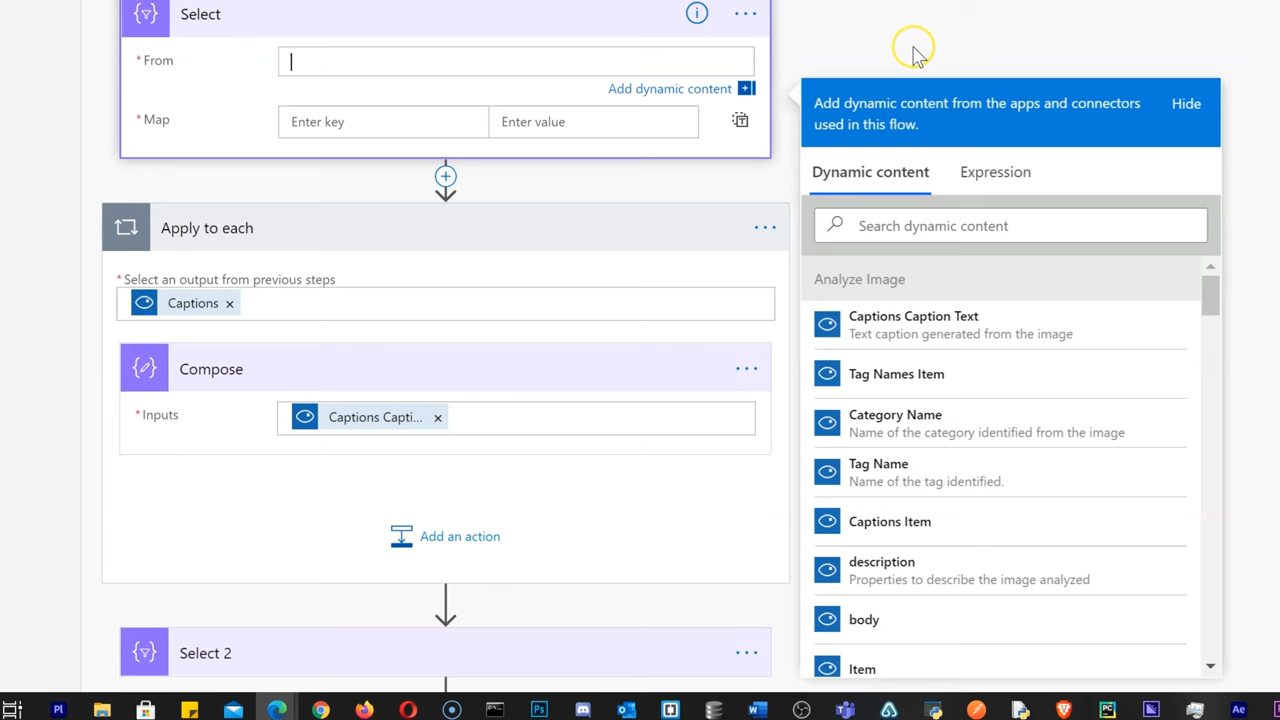 Select
i
* From
Add dynamic content
* Map
Enter key
Enter value
Apply to each
* Select an output from previous steps
Captions ×
Compose
* Inputs
Captions Capti... ×
Add an action
Select 2
Add dynamic content from the apps and connectors
used in this flow.
Hide
Dynamic content
Expression
Search dynamic content
Analyze Image
Captions Caption Text
Text caption generated from the image
Tag Names Item
Category Name
Name of the category identified from the image
Tag Name
Name of the tag identified.
Captions Item
description
Properties to describe the image analyzed
body
Item
Pl
Ps
W
PC
Ae